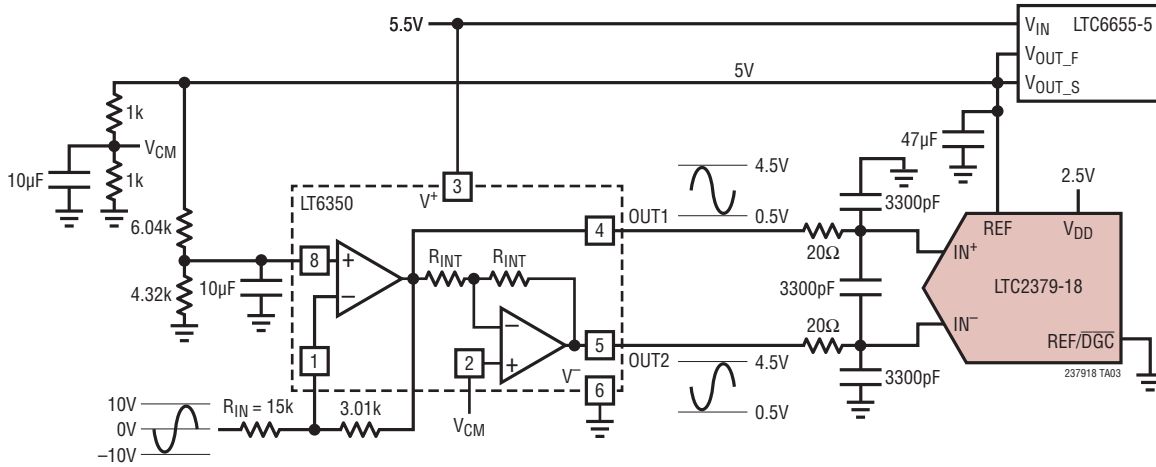 5.5V
V_IN
LTC6655-5
V_OUT_F
V_OUT_S
5V
1k
V_CM
10µF
1k
47µF
4.5V
0.5V
3300pF
2.5V
6.04k
LT6350
V⁺
3
4
OUT1
REF
V_DD
8
+
−
R_INT
R_INT
20Ω
IN⁺
4.32k
10µF
3300pF
LTC2379-18
20Ω
IN⁻
1
2
−
+
5
V⁻
OUT2
4.5V
0.5V
6
3300pF
REF/D̅G̅C̅
237918 TA03
10V
0V
−10V
R_IN = 15k
3.01k
V_CM